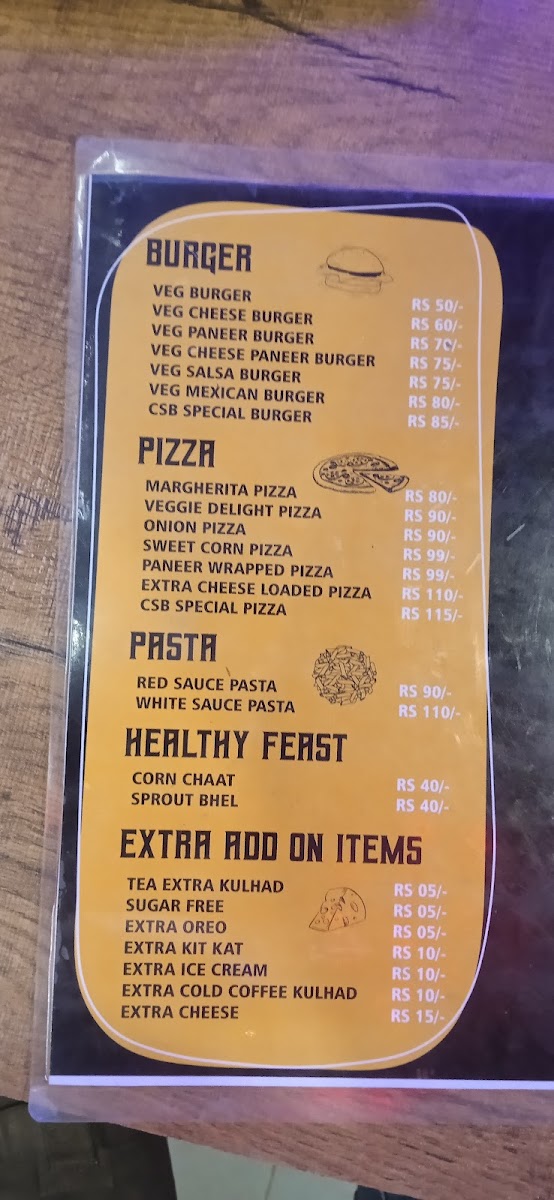 BURGER
VEG BURGER RS 50/-
VEG CHEESE BURGER RS 60/-
VEG PANEER BURGER RS 70/-
VEG CHEESE PANEER BURGER RS 75/-
VEG SALSA BURGER RS 75/-
VEG MEXICAN BURGER RS 80/-
CSB SPECIAL BURGER RS 85/-
PIZZA
MARGHERITA PIZZA RS 80/-
VEGGIE DELIGHT PIZZA RS 90/-
ONION PIZZA RS 90/-
SWEET CORN PIZZA RS 99/-
PANEER WRAPPED PIZZA RS 99/-
EXTRA CHEESE LOADED PIZZA RS 110/-
CSB SPECIAL PIZZA RS 115/-
PASTA
RED SAUCE PASTA RS 90/-
WHITE SAUCE PASTA RS 110/-
HEALTHY FEAST
CORN CHAAT RS 40/-
SPROUT BHEL RS 40/-
EXTRA ADD ON ITEMS
TEA EXTRA KULHAD RS 05/-
SUGAR FREE RS 05/-
EXTRA OREO RS 05/-
EXTRA KIT KAT RS 10/-
EXTRA ICE CREAM RS 10/-
EXTRA COLD COFFEE KULHAD RS 10/-
EXTRA CHEESE RS 15/-